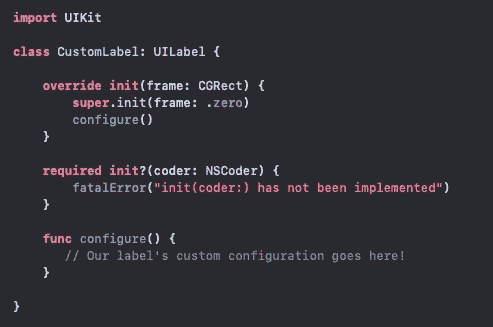 import UIKit
class CustomLabel: UILabel {
override init(frame: CGRect) {
super.init(frame: .zero)
configure()
}
required init?(coder: NSCoder) {
fatalError("init(coder:) has not been implemented")
}
func configure() {
// Our label's custom configuration goes here!
}
}